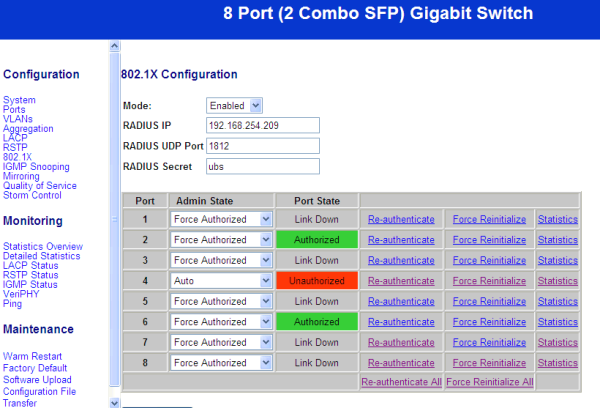 8 Port (2 Combo SFP) Gigabit Switch
Configuration
System
Ports
VLANs
Aggregation
LACP
RSTP
802.1X
IGMP Snooping
Mirroring
Quality of Service
Storm Control
Monitoring
Statistics Overview
Detailed Statistics
LACP Status
RSTP Status
IGMP Status
VeriPHY
Ping
Maintenance
Warm Restart
Factory Default
Software Upload
Configuration File
Transfer
802.1X Configuration
Mode: Enabled
RADIUS IP 192.168.254.209
RADIUS UDP Port 1812
RADIUS Secret ubs
Port Admin State Port State
1 Force Authorized Link Down Re-authenticate Force Reinitialize Statistics
2 Force Authorized Authorized Re-authenticate Force Reinitialize Statistics
3 Force Authorized Link Down Re-authenticate Force Reinitialize Statistics
4 Auto Unauthorized Re-authenticate Force Reinitialize Statistics
5 Force Authorized Link Down Re-authenticate Force Reinitialize Statistics
6 Force Authorized Authorized Re-authenticate Force Reinitialize Statistics
7 Force Authorized Link Down Re-authenticate Force Reinitialize Statistics
8 Force Authorized Link Down Re-authenticate Force Reinitialize Statistics
Re-authenticate All Force Reinitialize All